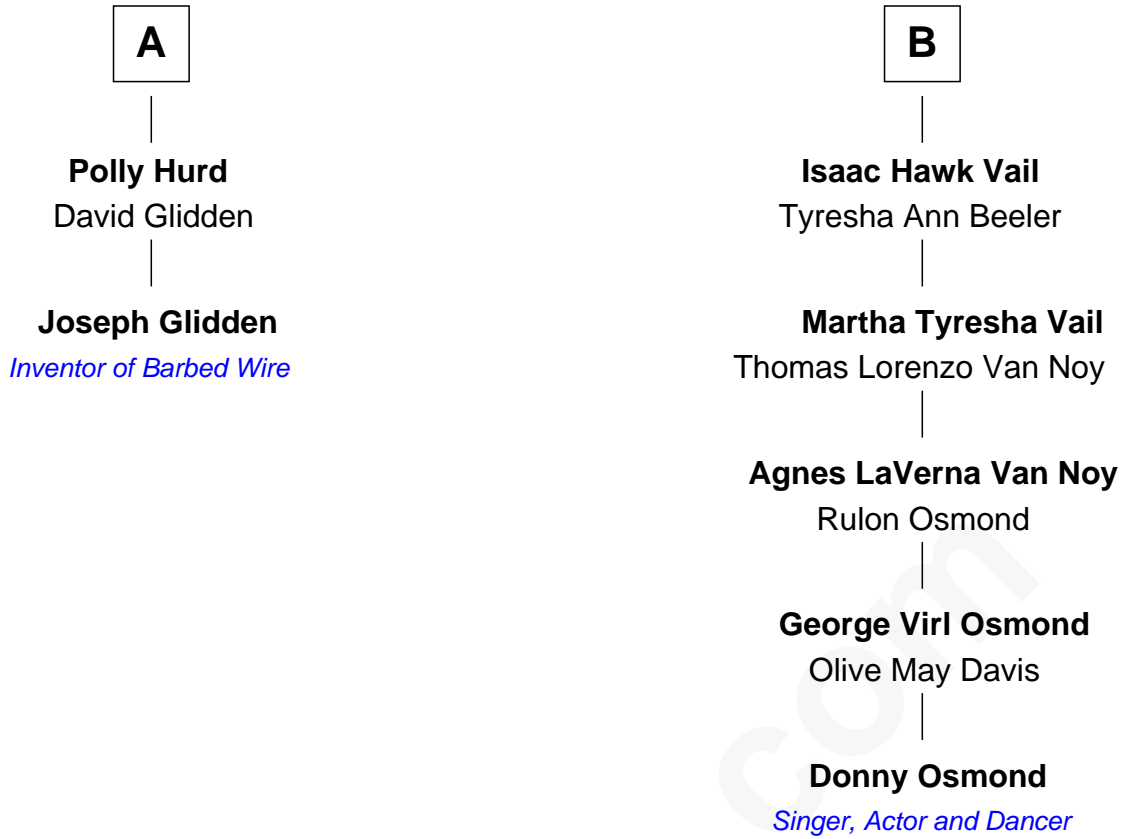 A
Polly Hurd
David Glidden
Joseph Glidden
Inventor of Barbed Wire
B
Isaac Hawk Vail
Tyresha Ann Beeler
Martha Tyresha Vail
Thomas Lorenzo Van Noy
Agnes LaVerna Van Noy
Rulon Osmond
George Virl Osmond
Olive May Davis
Donny Osmond
Singer, Actor and Dancer
com